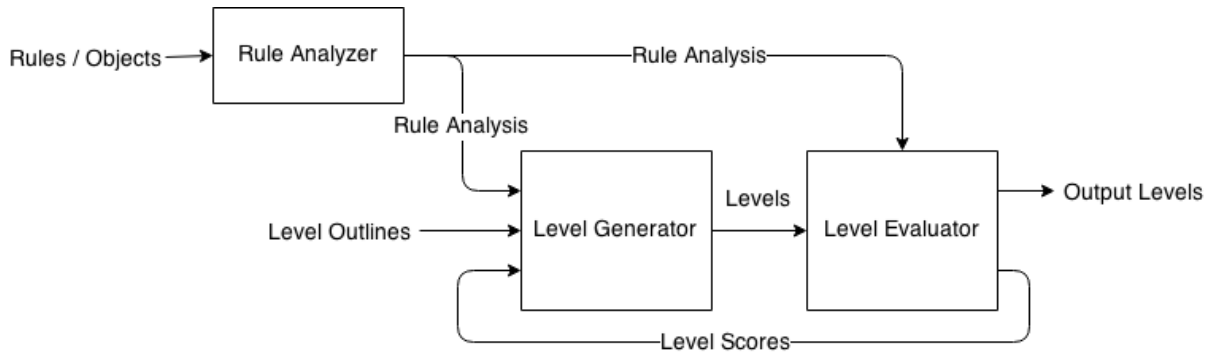 Rules / Objects
Rule Analyzer
Rule Analysis
Rule Analysis
Level Outlines
Level Generator
Levels
Level Evaluator
Output Levels
Level Scores